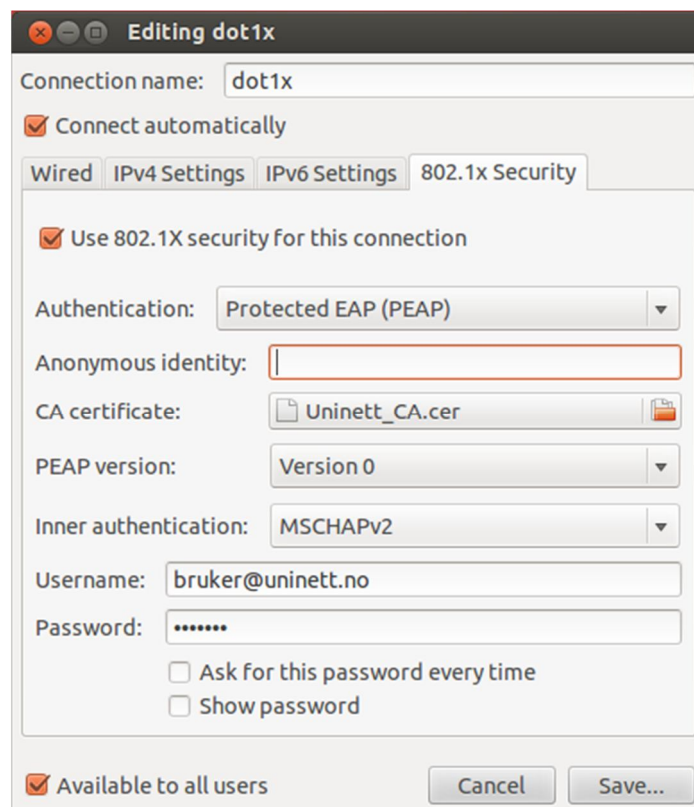 Editing dot1x
Connection name: dot1x
Connect automatically
Wired IPv4 Settings IPv6 Settings 802.1x Security
Use 802.1X security for this connection
Authentication: Protected EAP (PEAP)
Anonymous identity:
CA certificate: Uninett_CA.cer
PEAP version: Version 0
Inner authentication: MSCHAPv2
Username: bruker@uninett.no
Password: •••••••
Ask for this password every time
Show password
Available to all users Cancel Save...